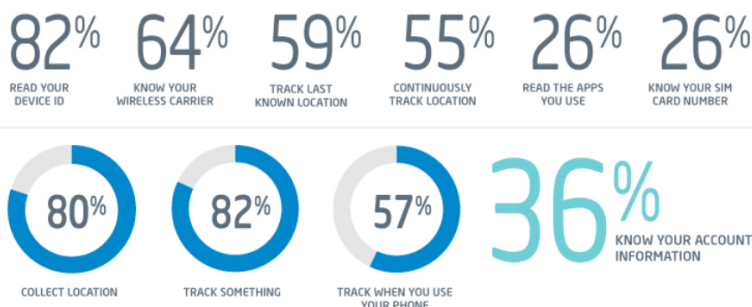 82% 64% 59% 55% 26% 26%
READ YOUR
DEVICE ID
KNOW YOUR
WIRELESS CARRIER
TRACK LAST
KNOWN LOCATION
CONTINUOUSLY
TRACK LOCATION
READ THE APPS
YOU USE
KNOW YOUR SIM
CARD NUMBER
80%
COLLECT LOCATION
82%
TRACK SOMETHING
57%
TRACK WHEN YOU USE
YOUR PHONE
36%
KNOW YOUR ACCOUNT
INFORMATION